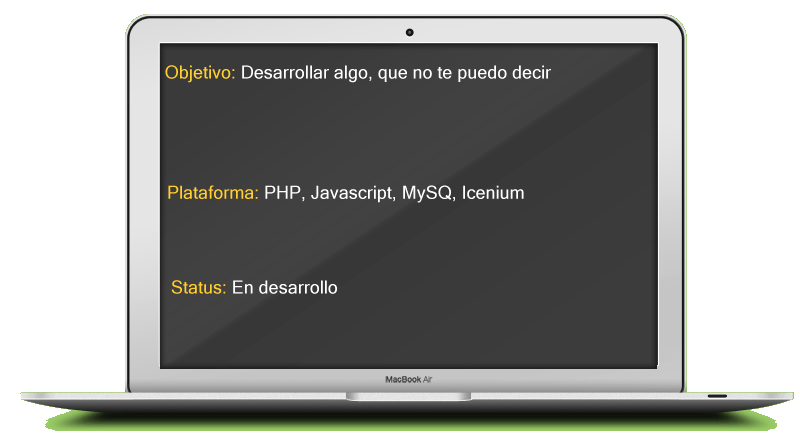 Objetivo: Desarrollar algo, que no te puedo decir
Plataforma: PHP, Javascript, MySQ, Icenium
Status: En desarrollo
MacBook Air